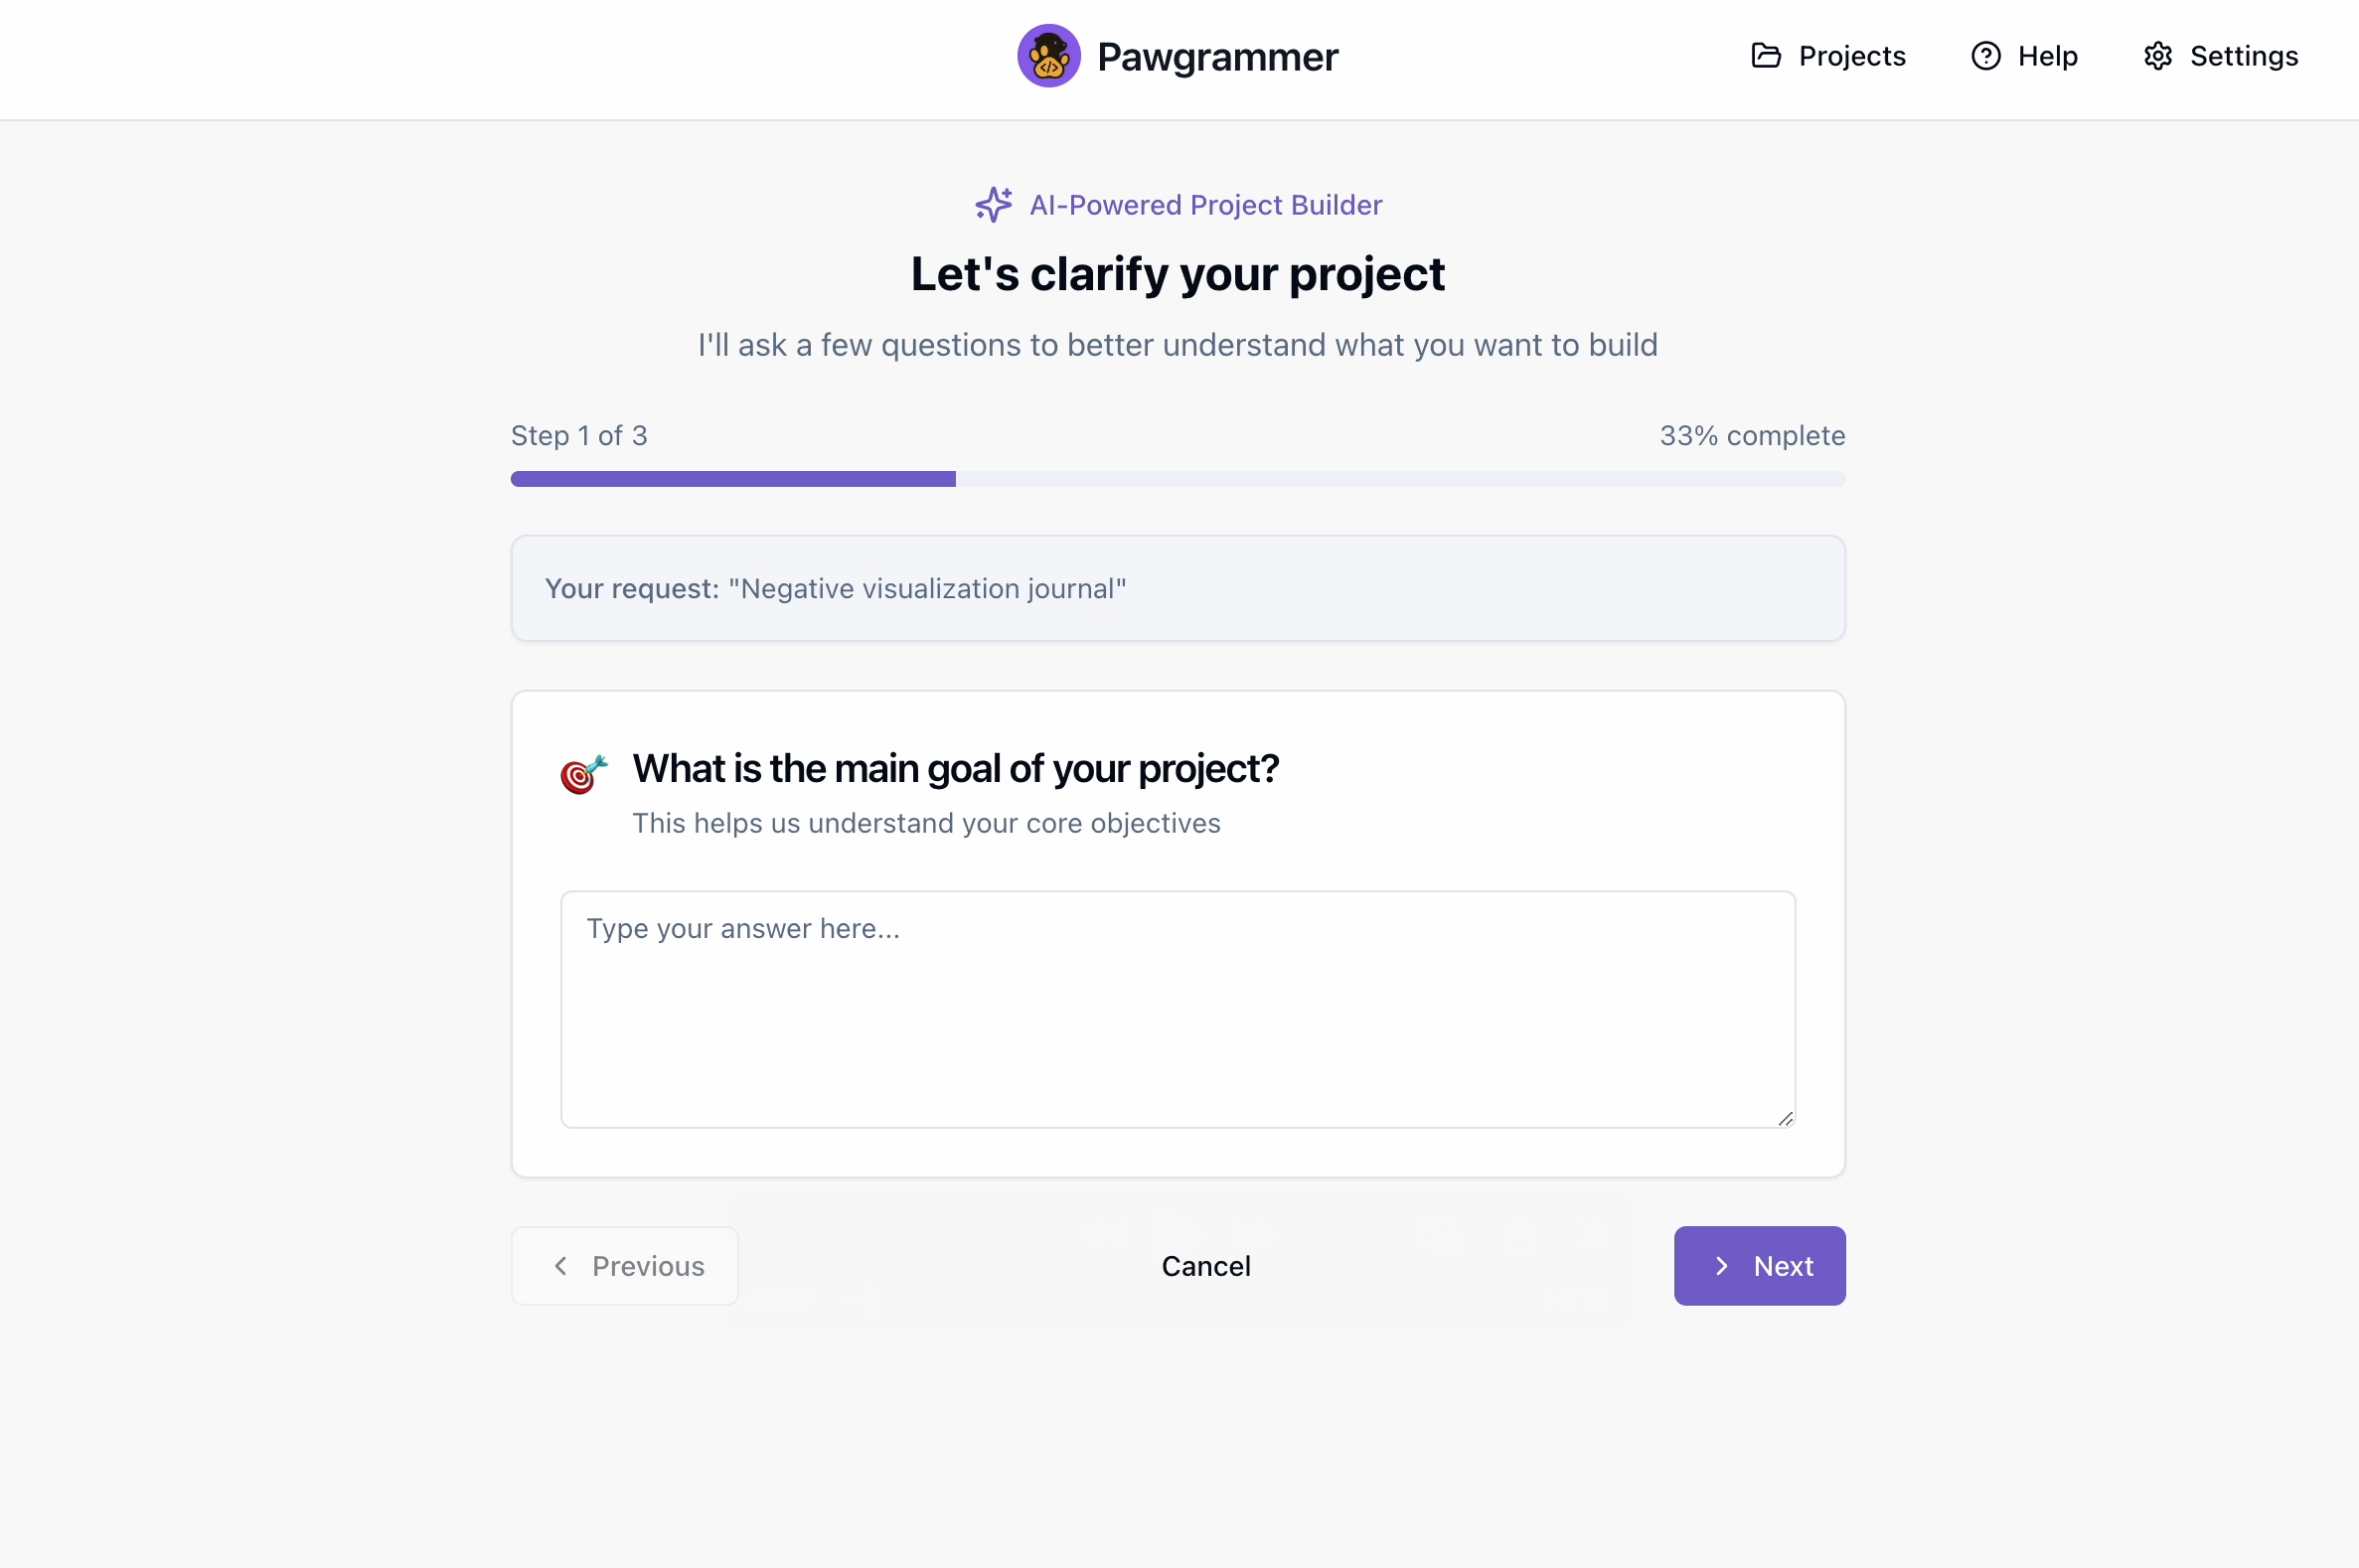 Pawgrammer
Projects
Help
Settings
AI-Powered Project Builder
Let's clarify your project
I'll ask a few questions to better understand what you want to build
Step 1 of 3
33% complete
Your request: "Negative visualization journal"
What is the main goal of your project?
This helps us understand your core objectives
Type your answer here...
Previous
Cancel
Next